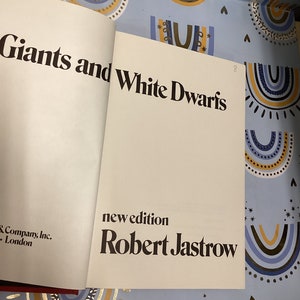 Giants and White Dwarfs
new edition
Robert Jastrow
& Company, Inc.
London